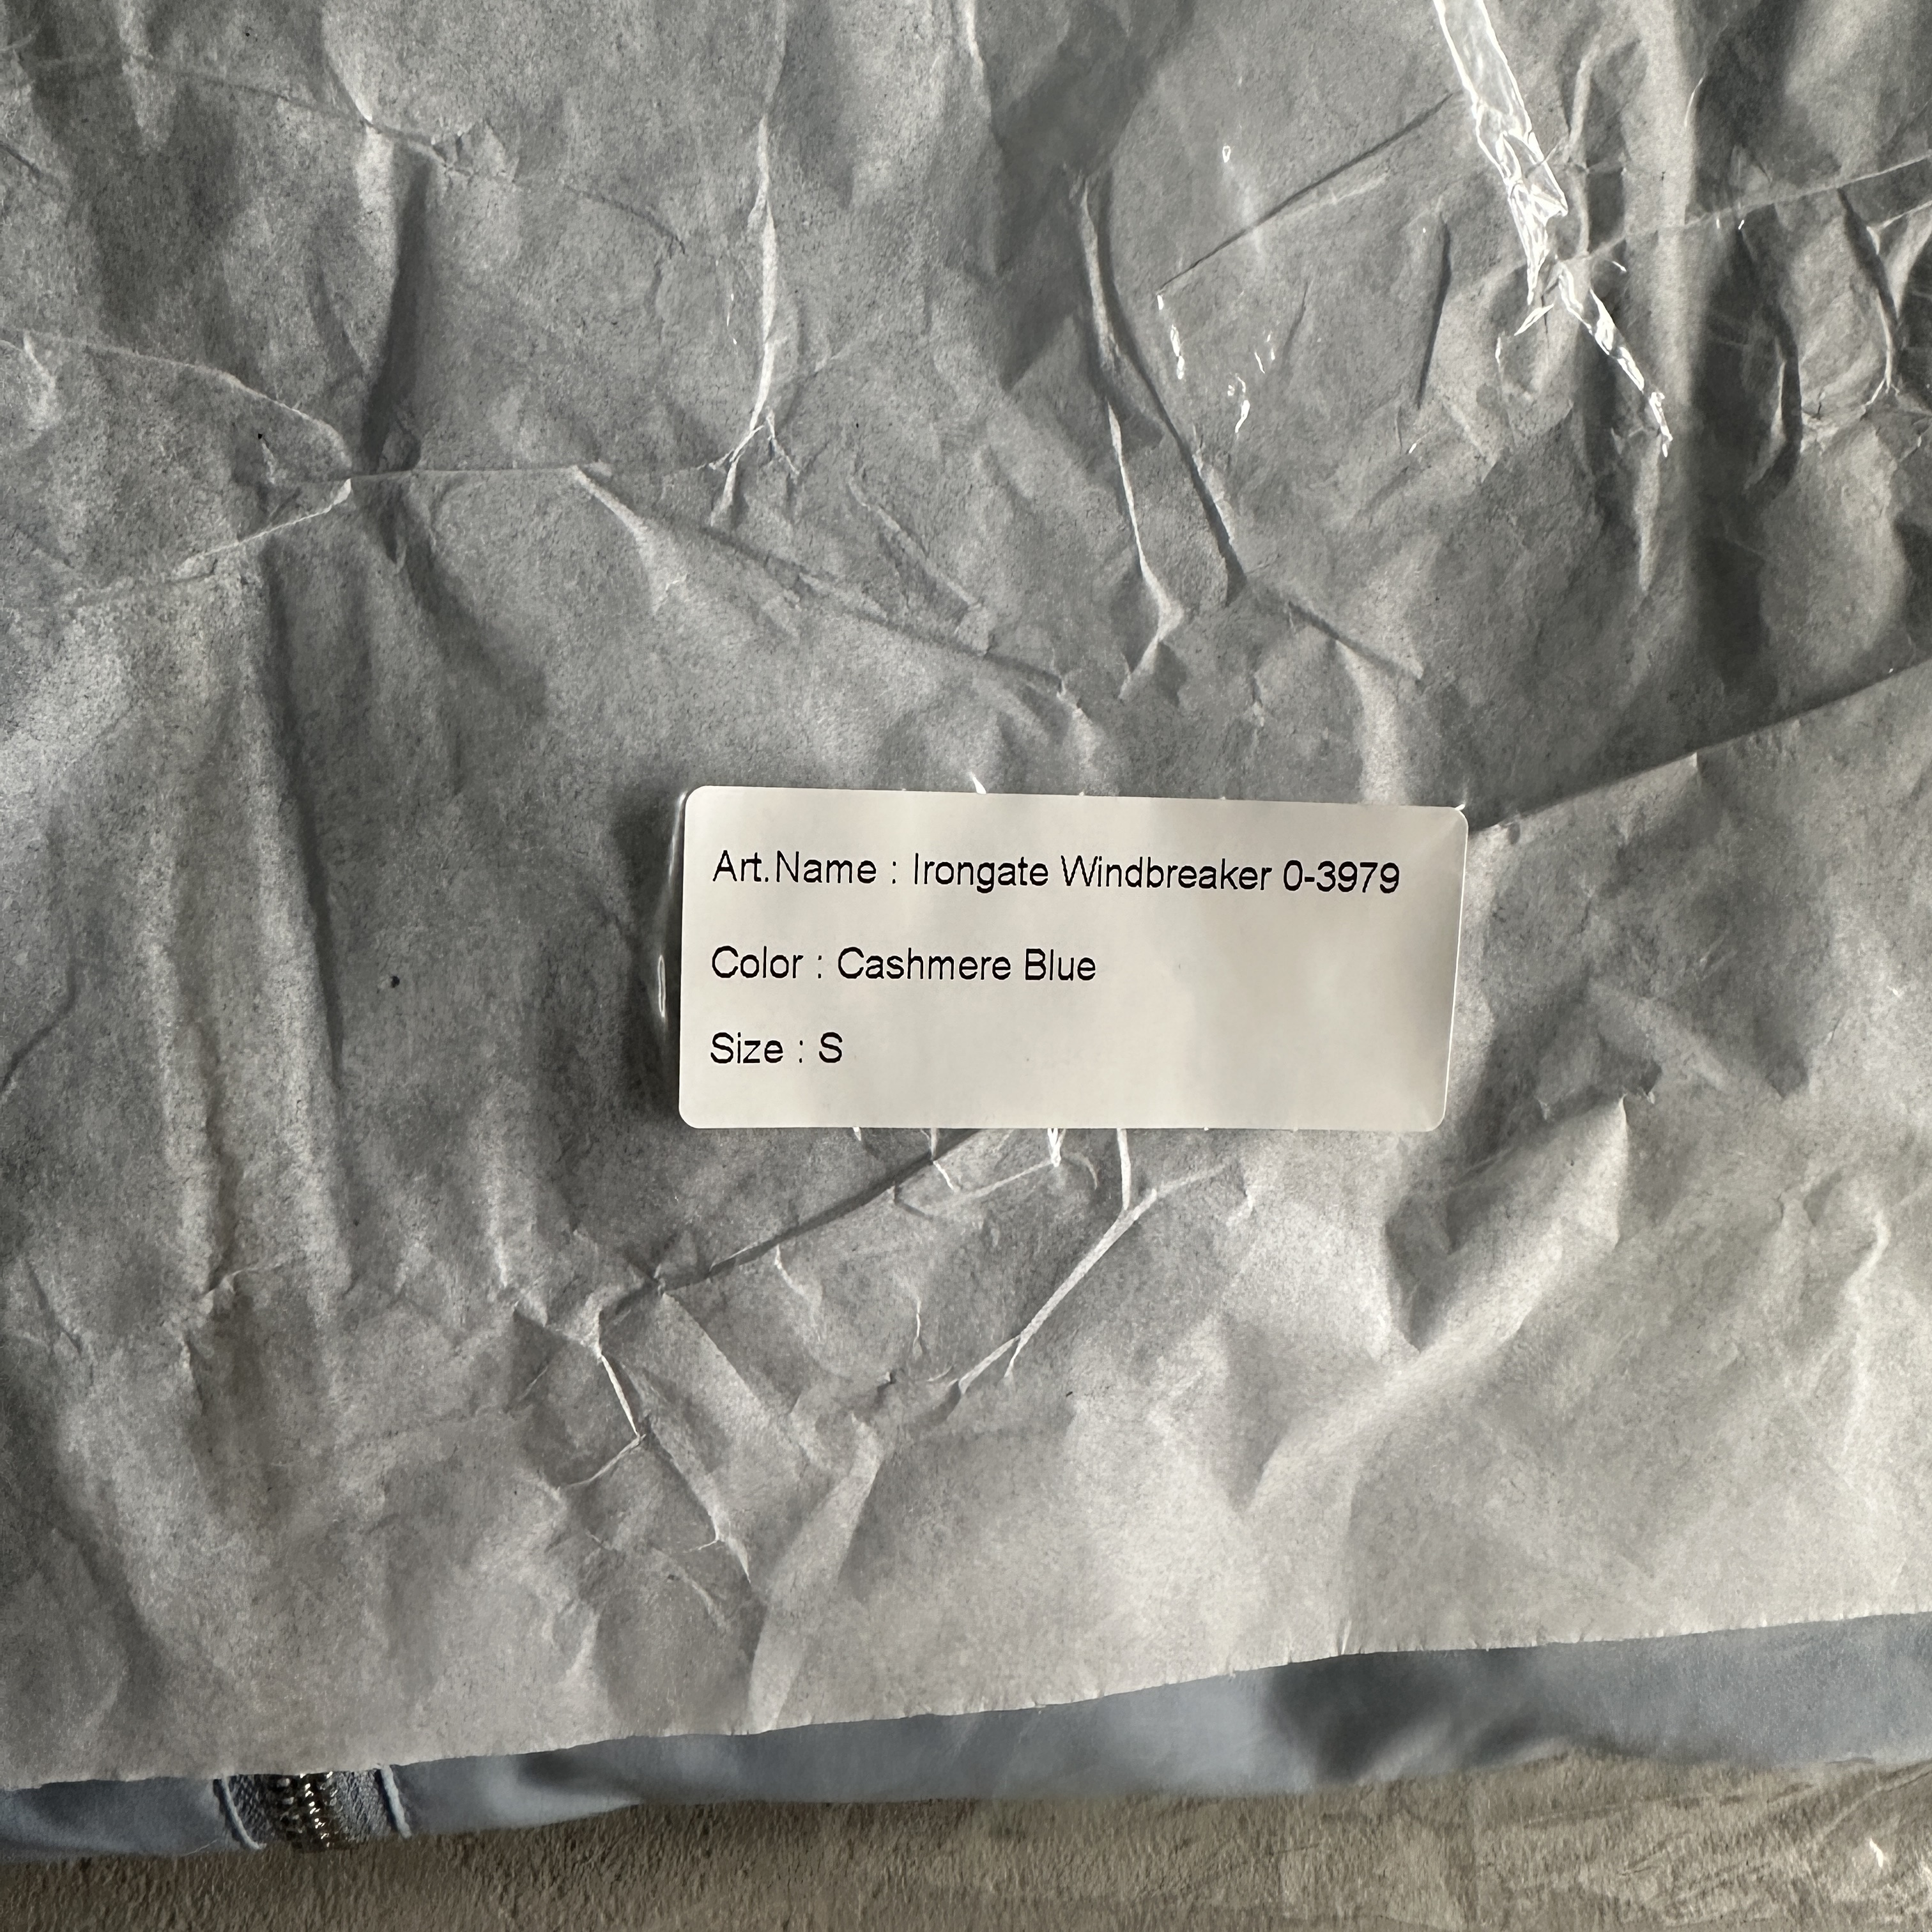 Art.Name : Irongate Windbreaker 0-3979
Color : Cashmere Blue
Size : S